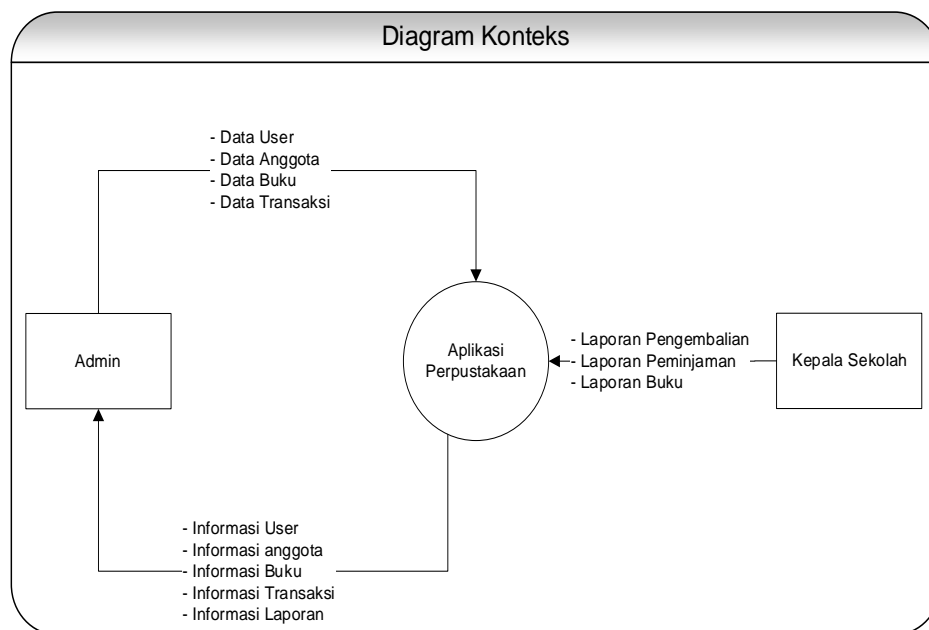 Diagram Konteks
- Data User
- Data Anggota
- Data Buku
- Data Transaksi
Admin
Aplikasi
Perpustakaan
- Laporan Pengembalian
- Laporan Peminjaman
- Laporan Buku
Kepala Sekolah
- Informasi User
- Informasi anggota
- Informasi Buku
- Informasi Transaksi
- Informasi Laporan